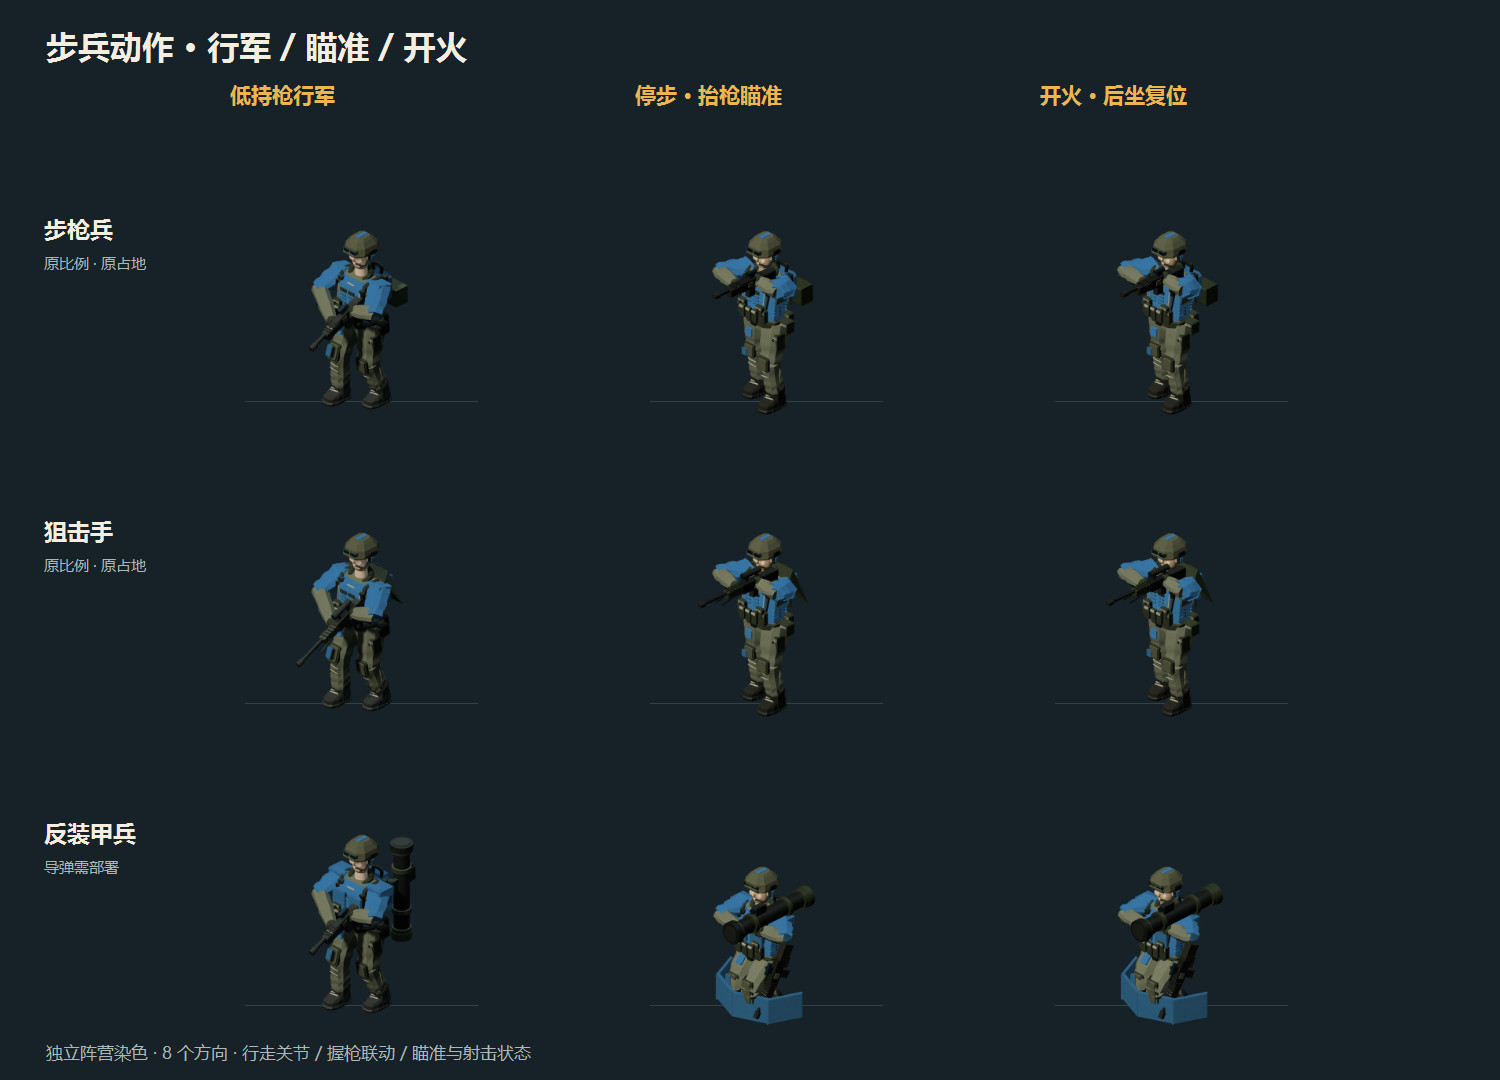 步兵动作 · 行军 / 瞄准 / 开火
低持枪行军
停步 · 抬枪瞄准
开火 · 后坐复位
步枪兵
原比例 · 原占地
狙击手
原比例 · 原占地
反装甲兵
导弹需部署
独立阵营染色 · 8 个方向 · 行走关节 / 握枪联动 / 瞄准与射击状态